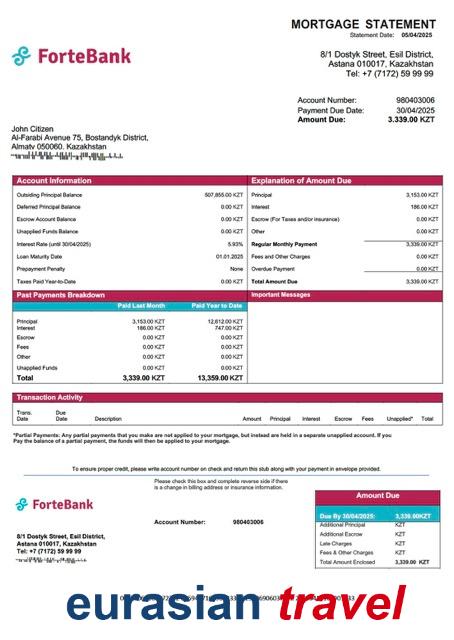 MORTGAGE STATEMENT
Statement Date: 05/04/2025
ForteBank
8/1 Dostyk Street, Esil District,
Astana 010017, Kazakhstan
Tel: +7 (7172) 59 99 99
Account Number: 980403006
Payment Due Date: 30/04/2025
Amount Due: 3.339.00 KZT
John Citizen
Al-Farabi Avenue 75, Bostandyk District,
Almaty 050060. Kazakhstan
Account Information
Outsiding Principal Balance 507,855.00 KZT
Deferred Principal Balance 0.00 KZT
Escrow Account Balance 0.00 KZT
Unapplied Funds Balance 0.00 KZT
Interest Rate (until 30/04/2025) 5.93%
Loan Maturity Date 01.01.2025
Prepayment Penalty None
Taxes Paid Year-to-Date 0.00 KZT
Explanation of Amount Due
Principal 3,153.00 KZT
Interest 186.00 KZT
Escrow (For Taxes and/or insurance) 0.00 KZT
Other 0.00 KZT
Regular Monthly Payment 3,339.00 KZT
Fees and Other Charges 0.00 KZT
Overdue Payment 0.00 KZT
Total Amount Due 3,339.00 KZT
Past Payments Breakdown
Paid Last Month Paid Year to Date
Principal 3,153.00 KZT 12,612.00 KZT
Interest 186.00 KZT 747.00 KZT
Escrow 0.00 KZT 0.00 KZT
Fees 0.00 KZT 0.00 KZT
Other 0.00 KZT 0.00 KZT
Unapplied Funds 0.00 KZT 0.00 KZT
Total 3,339.00 KZT 13,359.00 KZT
Important Messages
Transaction Activity
Trans. Date Due Date Description Amount Principal Interest Escrow Fees Unapplied* Total
*Partial Payments: Any partial payments that you make are not applied to your mortgage, but instead are held in a separate unapplied account. If you
Pay the balance of a partial payment, the funds will then be applied to your mortgage.
To ensure proper credit, please write account number on check and return this stub along with your payment in envelope provided.
Please check this box and complete reverse side if there
is a change in billing address or insurance information.
ForteBank
Account Number: 980403006
8/1 Dostyk Street, Esil District,
Astana 010017, Kazakhstan
Tel: +7 (7172) 59 99 99
Amount Due
Due By 30/04/2025: 3,339.00KZT
Additional Principal KZT
Additional Escrow KZT
Late Charges KZT
Fees & Other Charges KZT
Total Amount Enclosed 3,339.00 KZT
eurasian travel